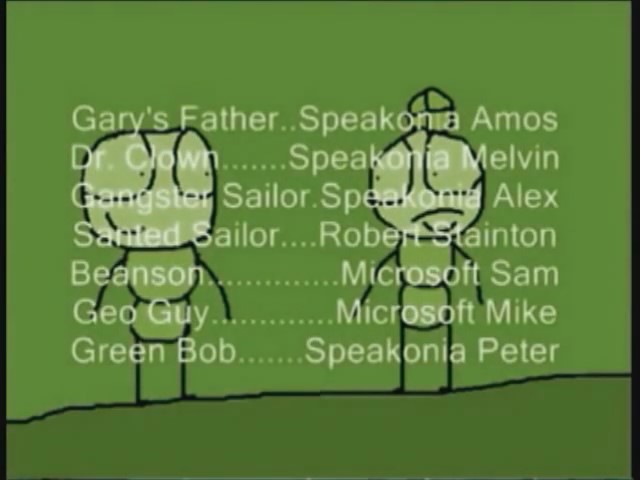 Gary's Father..Speakonia Amos
Dr. Clown.......Speakonia Melvin
Gangster Sailor.Speakonia Alex
Santed Sailor....Robert Stainton
Beanson.............Microsoft Sam
Geo Guy.............Microsoft Mike
Green Bob.......Speakonia Peter